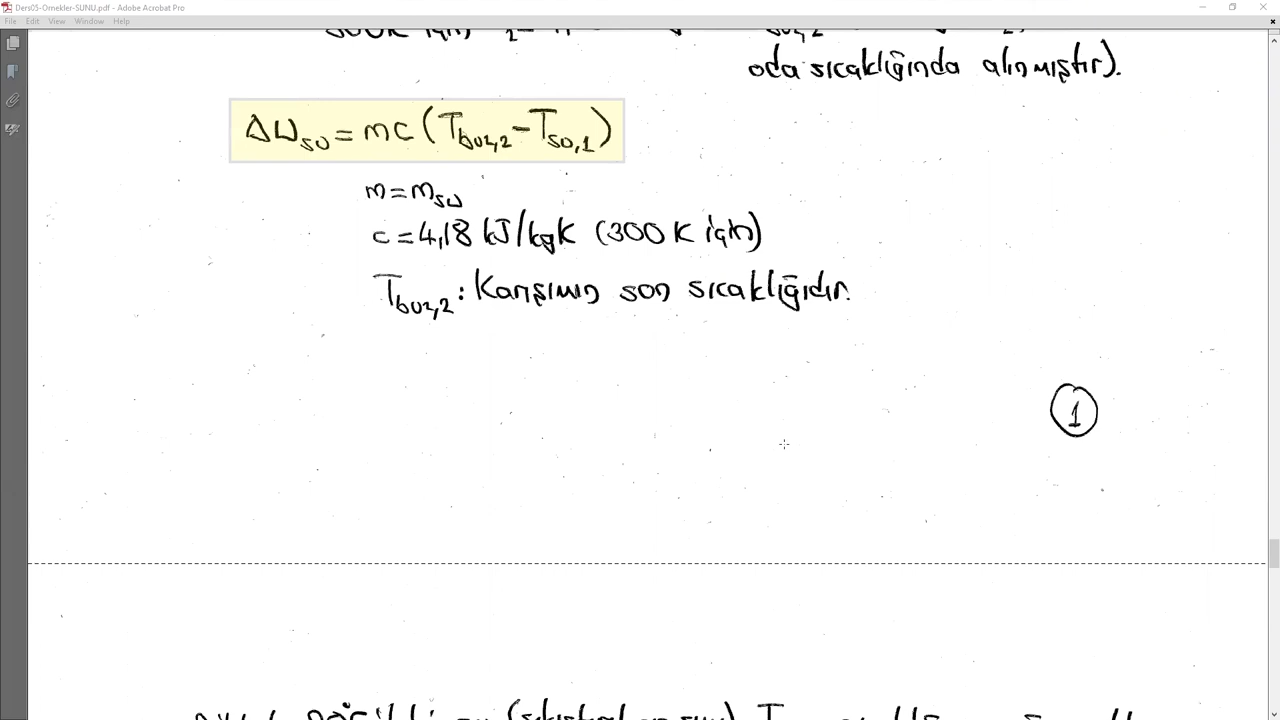 Ders05-Ornekler-SUNU.pdf - Adobe Acrobat Pro
File Edit View Window Help
oda sıcaklığında alınmıştır).
ΔU_su = mc (T_buz,2 - T_su,1)
m = m_su
c = 4,18 kJ/kgK (300 K için)
T_buz,2 : Karışımın son sıcaklığıdır.
1